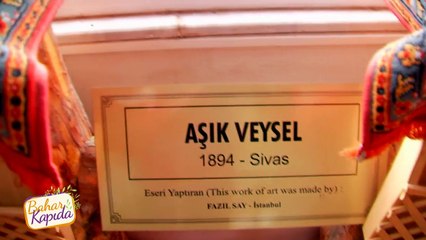 AŞIK VEYSEL
1894 - Sivas
Eseri Yaptıran (This work of art was made by) :
FAZIL SAY - İstanbul
Bahar
Kapıda